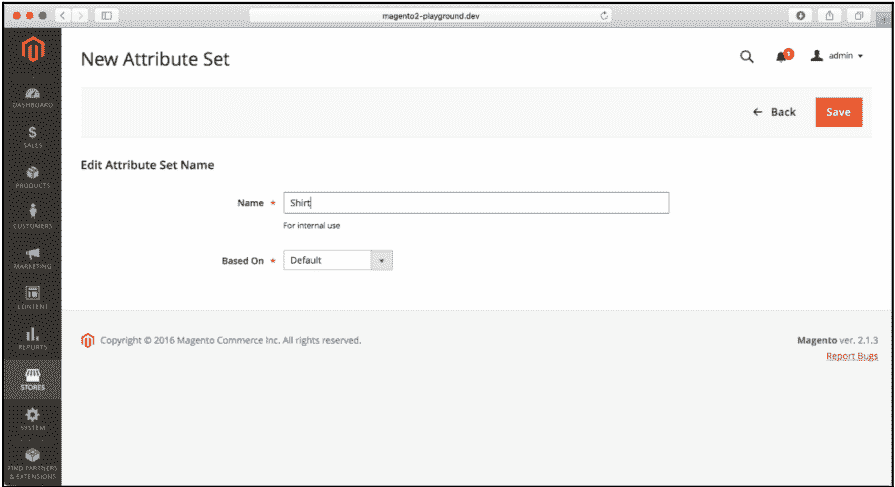 magento2-playground.dev
New Attribute Set
1
admin
← Back
Save
Edit Attribute Set Name
Name *
Shirt
For internal use
Based On *
Default
DASHBOARD
$
SALES
PRODUCTS
CUSTOMERS
MARKETING
CONTENT
REPORTS
STORES
SYSTEM
FIND PARTNERS
& EXTENSIONS
Copyright © 2016 Magento Commerce Inc. All rights reserved.
Magento ver. 2.1.3
Report Bugs